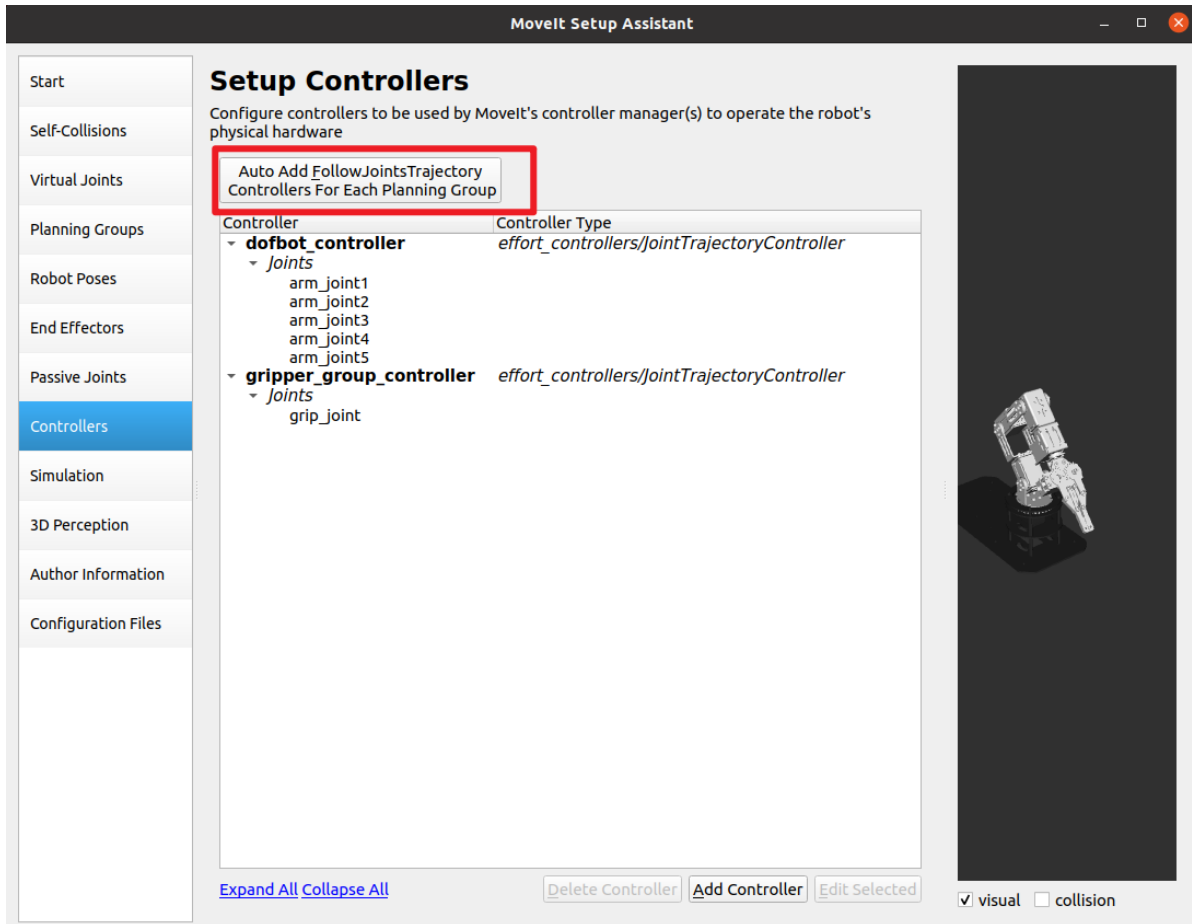 MoveIt Setup Assistant
Start
Self-Collisions
Virtual Joints
Planning Groups
Robot Poses
End Effectors
Passive Joints
Controllers
Simulation
3D Perception
Author Information
Configuration Files
Setup Controllers
Configure controllers to be used by MoveIt's controller manager(s) to operate the robot's
physical hardware
Auto Add FollowJointsTrajectory
Controllers For Each Planning Group
Controller Controller Type
dofbot_controller effort_controllers/JointTrajectoryController
Joints
arm_joint1
arm_joint2
arm_joint3
arm_joint4
arm_joint5
gripper_group_controller effort_controllers/JointTrajectoryController
Joints
grip_joint
Expand All Collapse All Delete Controller Add Controller Edit Selected
visual collision